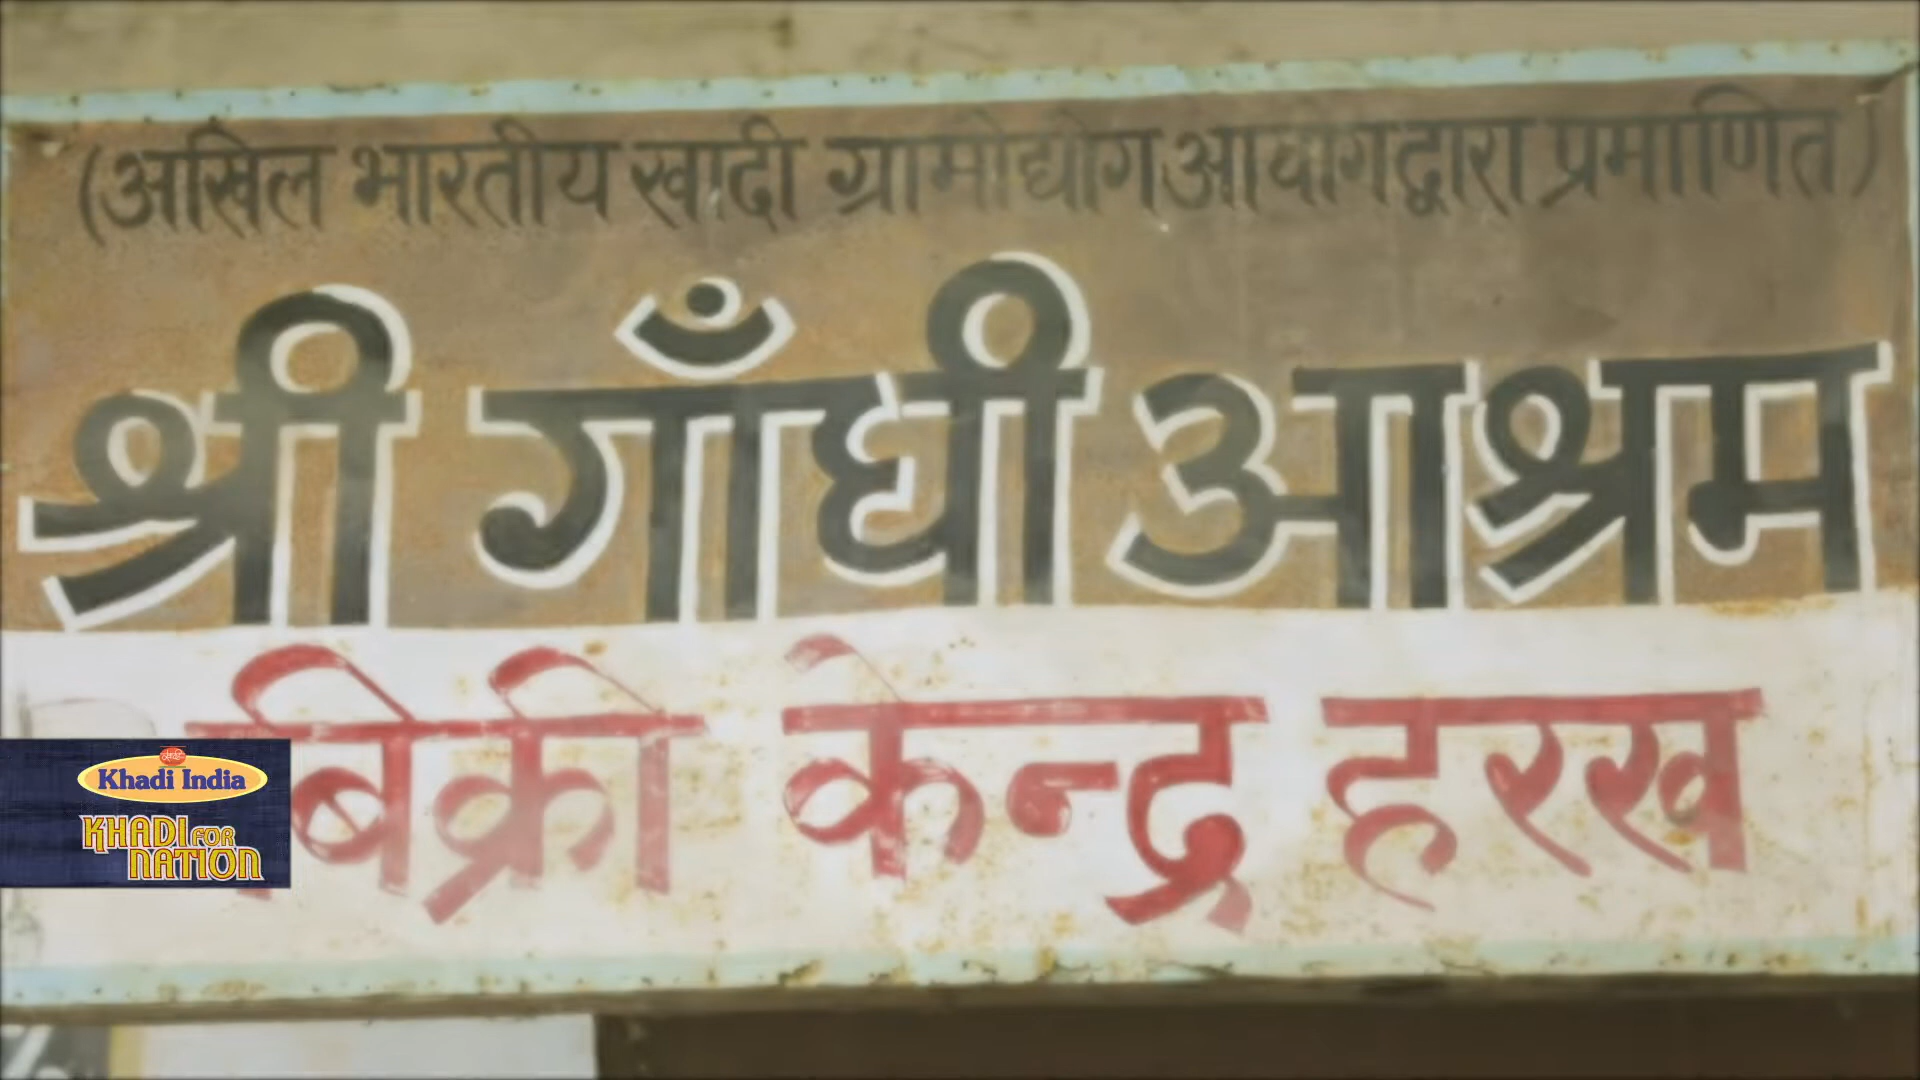 (अखिल भारतीय खादी ग्रामोद्योग आयोग द्वारा प्रमाणित)
श्री गाँधी आश्रम
बिक्री केन्द्र हरख
Khadi India
KHADI FOR
NATION